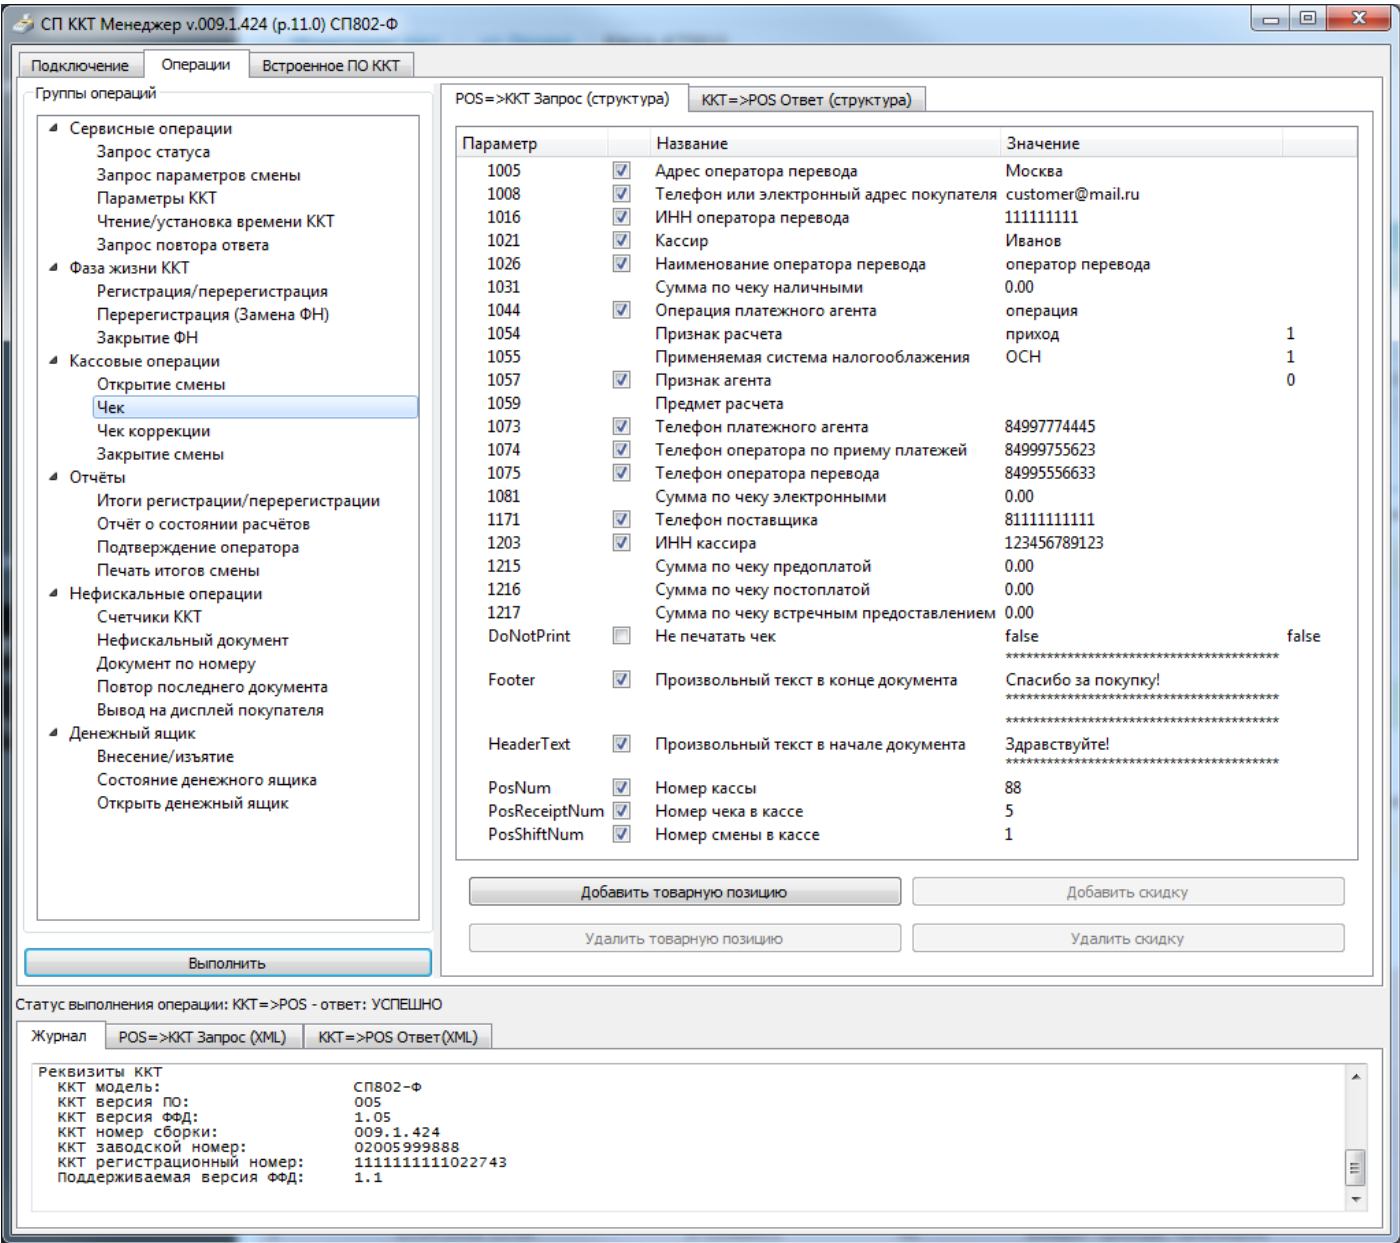 СП ККТ Менеджер v.009.1.424 (p.11.0) СП802-Ф
Подключение Операции Встроенное ПО ККТ
Группы операций
Сервисные операции
Запрос статуса
Запрос параметров смены
Параметры ККТ
Чтение/установка времени ККТ
Запрос повтора ответа
Фаза жизни ККТ
Регистрация/перерегистрация
Перерегистрация (Замена ФН)
Закрытие ФН
Кассовые операции
Открытие смены
Чек
Чек коррекции
Закрытие смены
Отчёты
Итоги регистрации/перерегистрации
Отчёт о состоянии расчётов
Подтверждение оператора
Печать итогов смены
Нефискальные операции
Счетчики ККТ
Нефискальный документ
Документ по номеру
Повтор последнего документа
Вывод на дисплей покупателя
Денежный ящик
Внесение/изъятие
Состояние денежного ящика
Открыть денежный ящик
Выполнить
POS=>ККТ Запрос (структура) ККТ=>POS Ответ (структура)
Параметр Название Значение
1005 Адрес оператора перевода Москва
1008 Телефон или электронный адрес покупателя customer@mail.ru
1016 ИНН оператора перевода 111111111
1021 Кассир Иванов
1026 Наименование оператора перевода оператор перевода
1031 Сумма по чеку наличными 0.00
1044 Операция платежного агента операция
1054 Признак расчета приход 1
1055 Применяемая система налогооблажения ОСН 1
1057 Признак агента 0
1059 Предмет расчета
1073 Телефон платежного агента 84997774445
1074 Телефон оператора по приему платежей 84999755623
1075 Телефон оператора перевода 84995556633
1081 Сумма по чеку электронными 0.00
1171 Телефон поставщика 81111111111
1203 ИНН кассира 123456789123
1215 Сумма по чеку предоплатой 0.00
1216 Сумма по чеку постоплатой 0.00
1217 Сумма по чеку встречным предоставлением 0.00
DoNotPrint Не печатать чек false false
****************************************
Footer Произвольный текст в конце документа Спасибо за покупку!
****************************************
****************************************
HeaderText Произвольный текст в начале документа Здравствуйте!
****************************************
PosNum Номер кассы 88
PosReceiptNum Номер чека в кассе 5
PosShiftNum Номер смены в кассе 1
Добавить товарную позицию Добавить скидку
Удалить товарную позицию Удалить скидку
Статус выполнения операции: ККТ=>POS - ответ: УСПЕШНО
Журнал POS=>ККТ Запрос (XML) ККТ=>POS Ответ(XML)
Реквизиты ККТ
ККТ модель: СП802-Ф
ККТ версия ПО: 005
ККТ версия ФФД: 1.05
ККТ номер сборки: 009.1.424
ККТ заводской номер: 02005999888
ККТ регистрационный номер: 1111111111022743
Поддерживаемая версия ФФД: 1.1